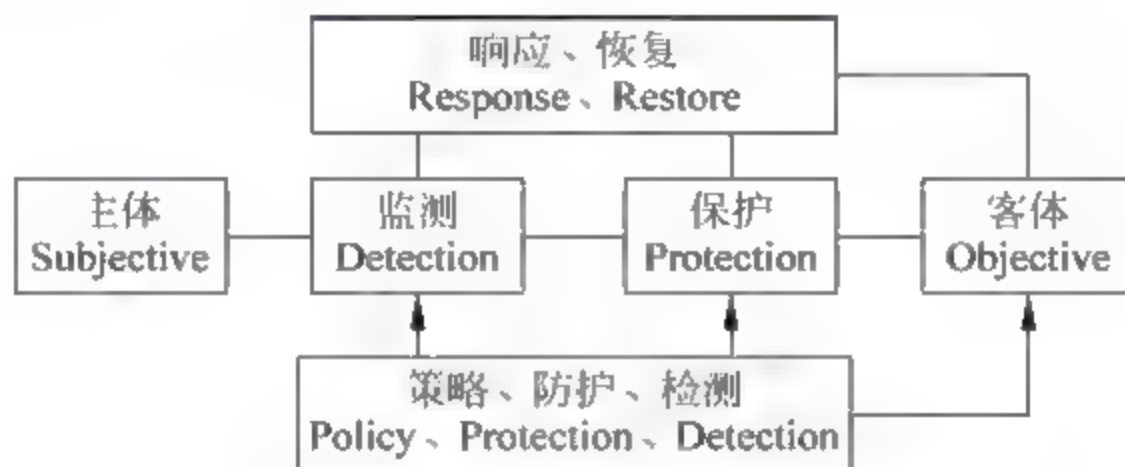 响应、恢复
Response、Restore
主体
Subjective
监测
Detection
保护
Protection
客体
Objective
策略、防护、检测
Policy、Protection、Detection